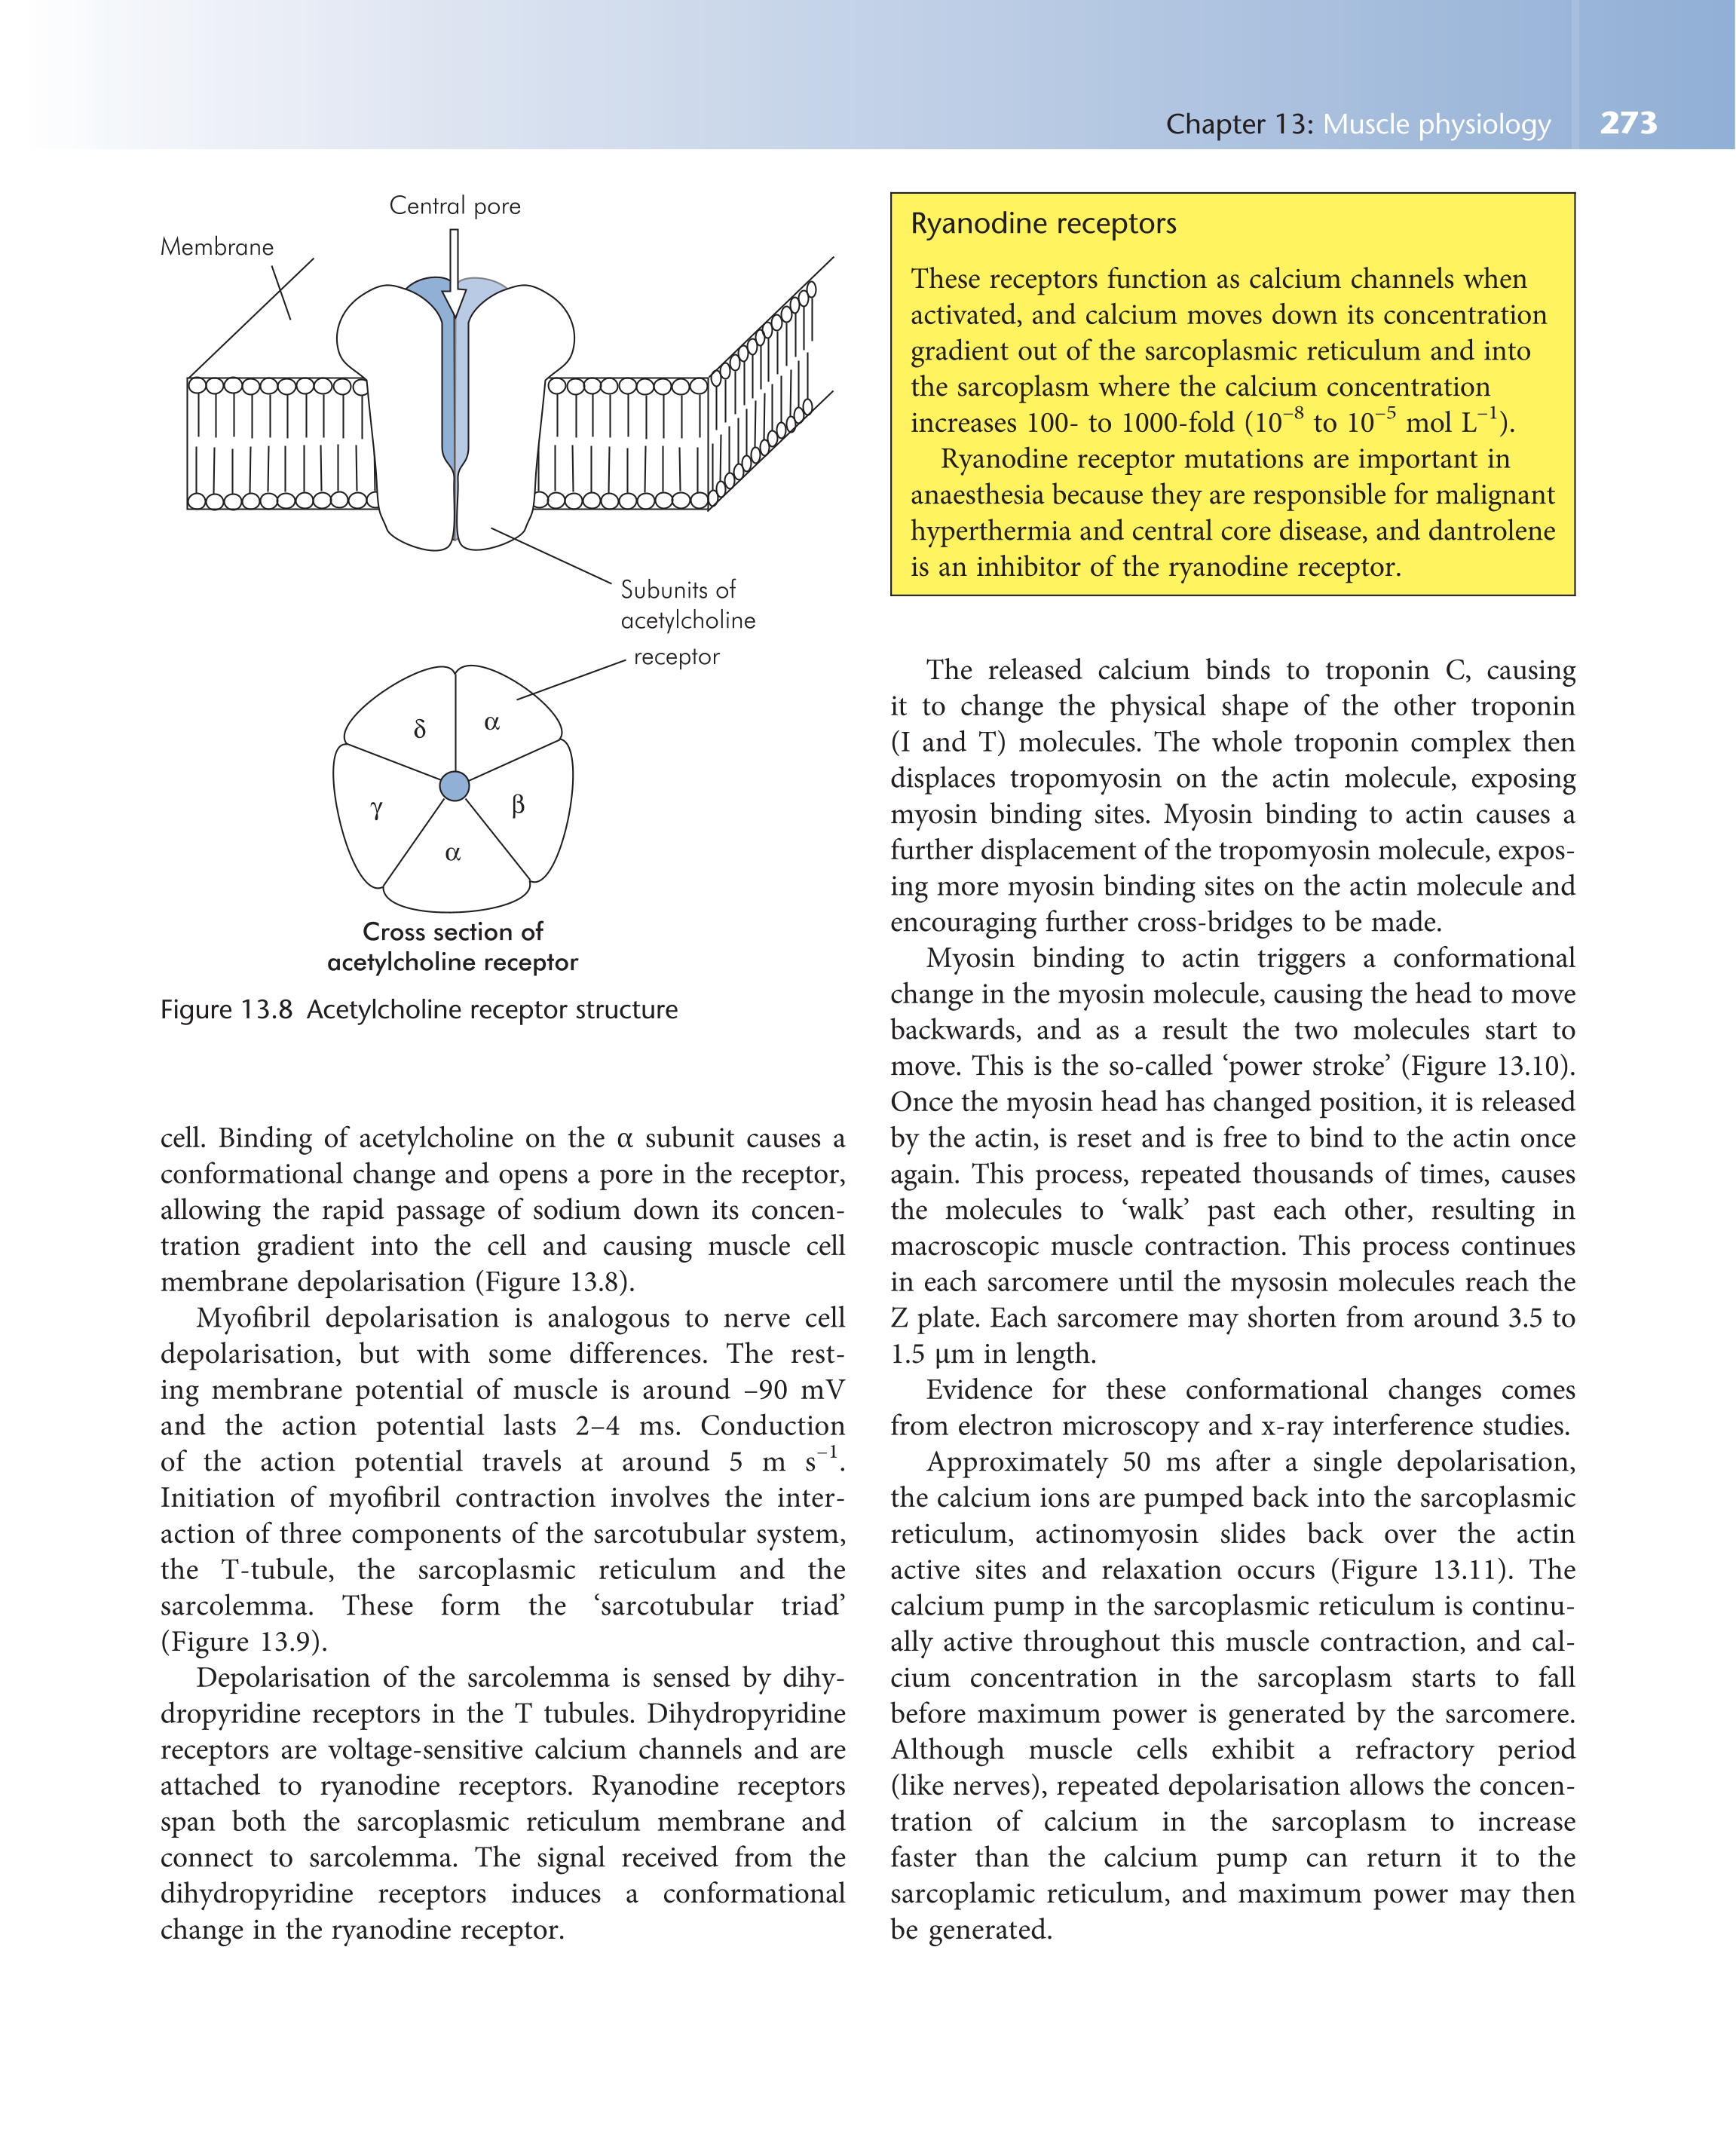 Chapter 13: Muscle physiology 273
Central pore
Membrane
Subunits of
acetylcholine
receptor
δ
α
γ
β
α
Cross section of
acetylcholine receptor
Figure 13.8 Acetylcholine receptor structure
cell. Binding of acetylcholine on the α subunit causes a
conformational change and opens a pore in the receptor,
allowing the rapid passage of sodium down its concen-
tration gradient into the cell and causing muscle cell
membrane depolarisation (Figure 13.8).
Myofibril depolarisation is analogous to nerve cell
depolarisation, but with some differences. The rest-
ing membrane potential of muscle is around –90 mV
and the action potential lasts 2–4 ms. Conduction
of the action potential travels at around 5 m s⁻¹.
Initiation of myofibril contraction involves the inter-
action of three components of the sarcotubular system,
the T-tubule, the sarcoplasmic reticulum and the
sarcolemma. These form the ‘sarcotubular triad’
(Figure 13.9).
Depolarisation of the sarcolemma is sensed by dihy-
dropyridine receptors in the T tubules. Dihydropyridine
receptors are voltage-sensitive calcium channels and are
attached to ryanodine receptors. Ryanodine receptors
span both the sarcoplasmic reticulum membrane and
connect to sarcolemma. The signal received from the
dihydropyridine receptors induces a conformational
change in the ryanodine receptor.
Ryanodine receptors
These receptors function as calcium channels when
activated, and calcium moves down its concentration
gradient out of the sarcoplasmic reticulum and into
the sarcoplasm where the calcium concentration
increases 100- to 1000-fold (10⁻⁸ to 10⁻⁵ mol L⁻¹).
Ryanodine receptor mutations are important in
anaesthesia because they are responsible for malignant
hyperthermia and central core disease, and dantrolene
is an inhibitor of the ryanodine receptor.
The released calcium binds to troponin C, causing
it to change the physical shape of the other troponin
(I and T) molecules. The whole troponin complex then
displaces tropomyosin on the actin molecule, exposing
myosin binding sites. Myosin binding to actin causes a
further displacement of the tropomyosin molecule, expos-
ing more myosin binding sites on the actin molecule and
encouraging further cross-bridges to be made.
Myosin binding to actin triggers a conformational
change in the myosin molecule, causing the head to move
backwards, and as a result the two molecules start to
move. This is the so-called ‘power stroke’ (Figure 13.10).
Once the myosin head has changed position, it is released
by the actin, is reset and is free to bind to the actin once
again. This process, repeated thousands of times, causes
the molecules to ‘walk’ past each other, resulting in
macroscopic muscle contraction. This process continues
in each sarcomere until the mysosin molecules reach the
Z plate. Each sarcomere may shorten from around 3.5 to
1.5 μm in length.
Evidence for these conformational changes comes
from electron microscopy and x-ray interference studies.
Approximately 50 ms after a single depolarisation,
the calcium ions are pumped back into the sarcoplasmic
reticulum, actinomyosin slides back over the actin
active sites and relaxation occurs (Figure 13.11). The
calcium pump in the sarcoplasmic reticulum is continu-
ally active throughout this muscle contraction, and cal-
cium concentration in the sarcoplasm starts to fall
before maximum power is generated by the sarcomere.
Although muscle cells exhibit a refractory period
(like nerves), repeated depolarisation allows the concen-
tration of calcium in the sarcoplasm to increase
faster than the calcium pump can return it to the
sarcoplamic reticulum, and maximum power may then
be generated.